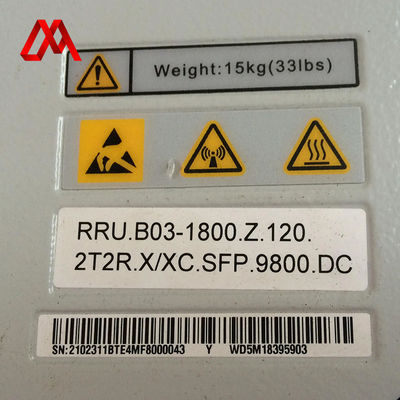 Weight:15kg(33lbs)
RRU.B03-1800.Z.120.
2T2R.X/XC.SFP.9800.DC
SN:2102311BTE4MF8000043 Y WD5M18395903